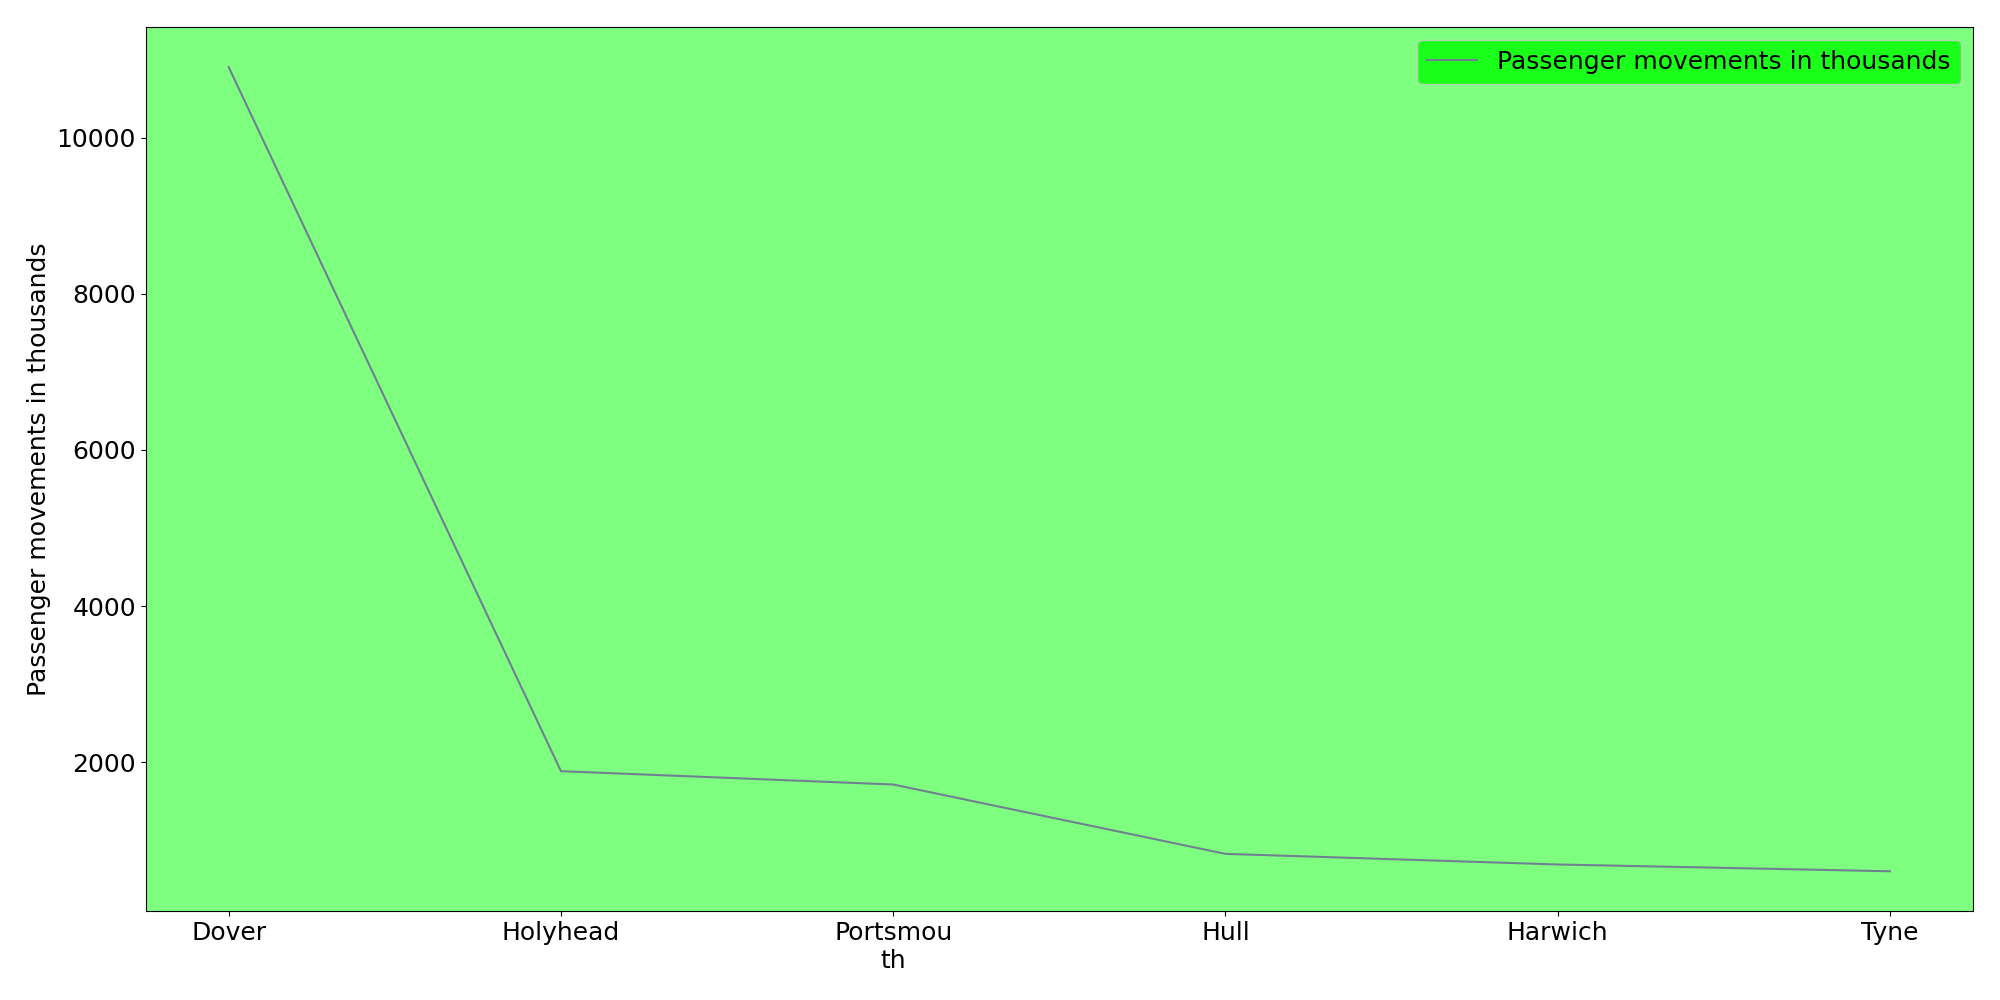 Passenger movements in thousands
Passenger movements in thousands
10000
8000
6000
4000
2000
Dover
Holyhead
Portsmou
th
Hull
Harwich
Tyne